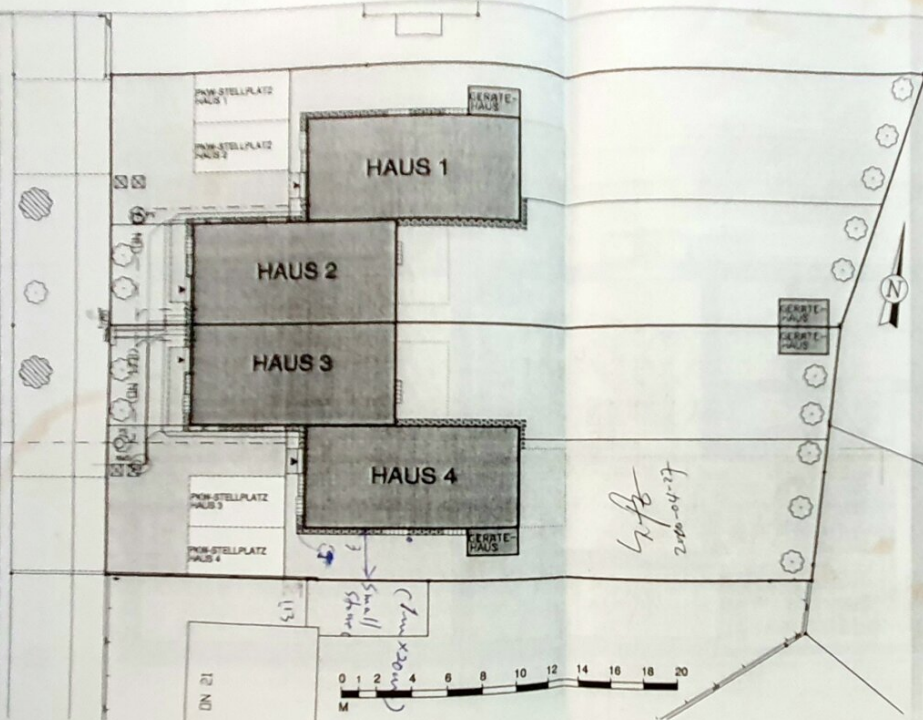 PKW-STELLPLATZ
HAUS 1
PKW-STELLPLATZ
HAUS 2
GERÄTE-
HAUS
HAUS 1
HAUS 2
HAUS 3
HAUS 4
GERÄTE-
HAUS
GERÄTE-
HAUS
N
PKW-STELLPLATZ
HAUS 3
PKW-STELLPLATZ
HAUS 4
GERÄTE-
HAUS
Small
0 1 2 4 6 8 10 12 14 16 18 20
M